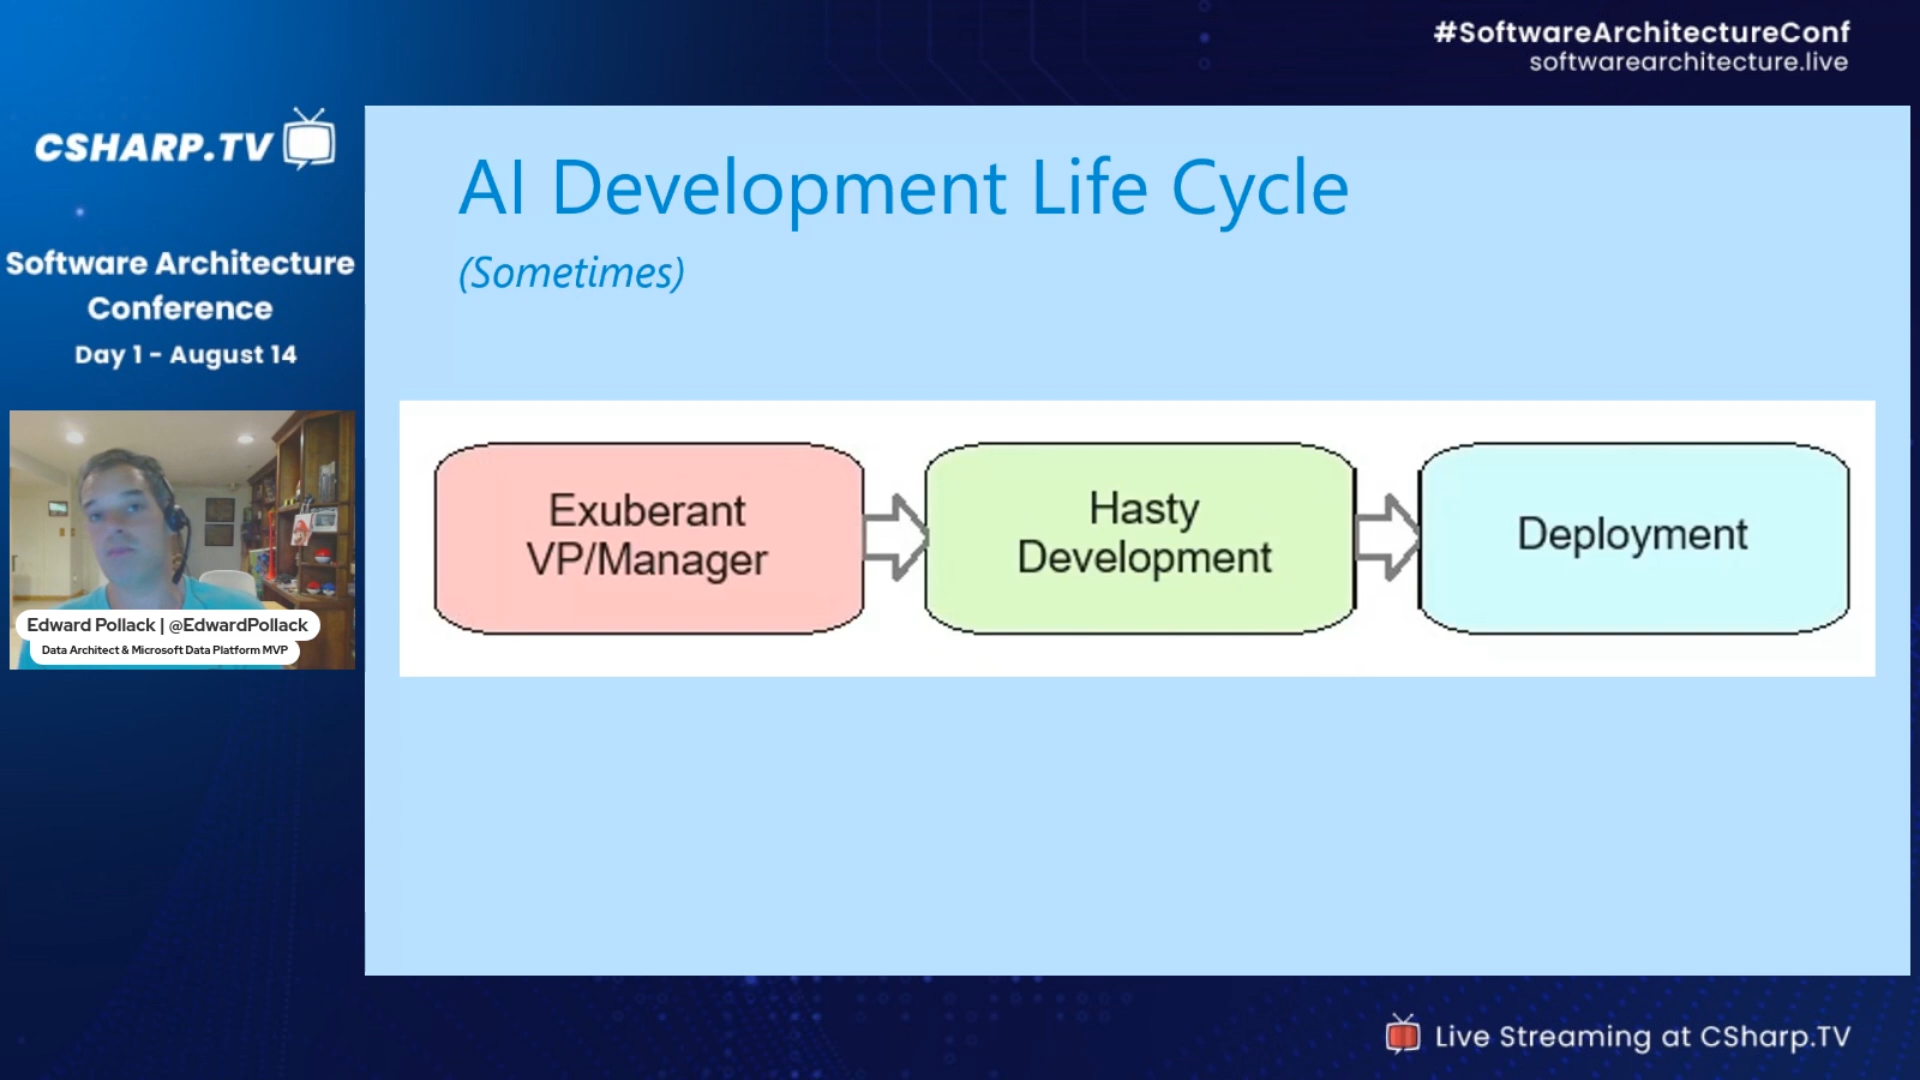 #SoftwareArchitectureConf
softwarearchitecture.live
CSHARP.TV
Software Architecture
Conference
Day 1 - August 14
Edward Pollack | @EdwardPollack
Data Architect & Microsoft Data Platform MVP
AI Development Life Cycle
(Sometimes)
Exuberant
VP/Manager
Hasty
Development
Deployment
Live Streaming at CSharp.TV